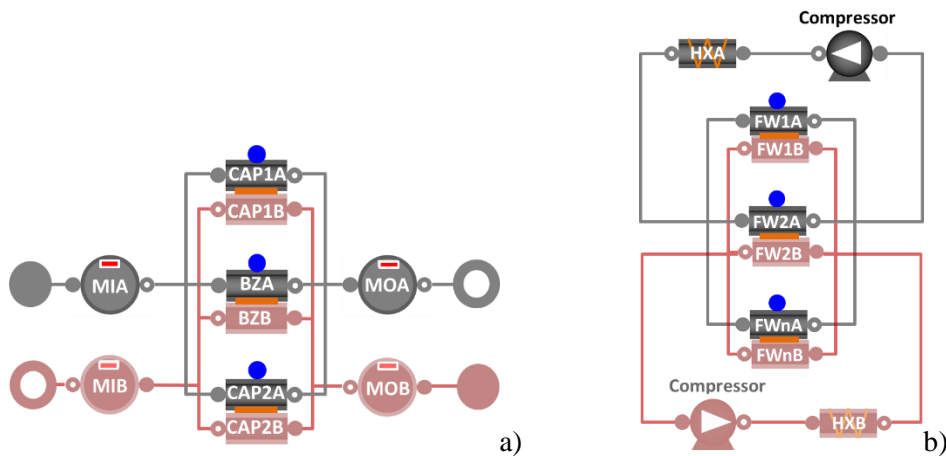 CAP1A
CAP1B
MIA
BZA
MOA
BZB
MIB
CAP2A
MOB
CAP2B
a)
Compressor
HXA
FW1A
FW1B
FW2A
FW2B
FWnA
FWnB
Compressor
HXB
b)